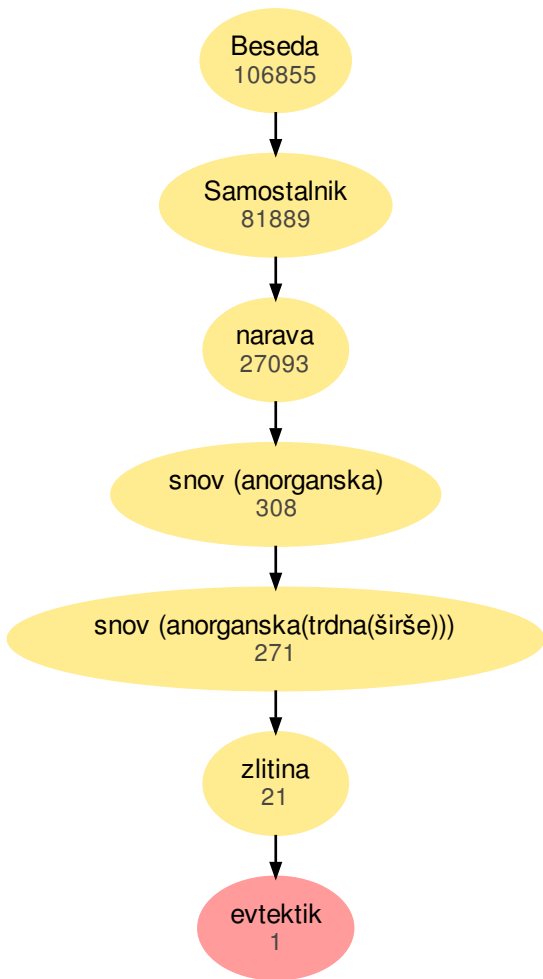 Beseda
106855
Samostalnik
81889
narava
27093
snov (anorganska)
308
snov (anorganska(trdna(širše)))
271
zlitina
21
evtektik
1